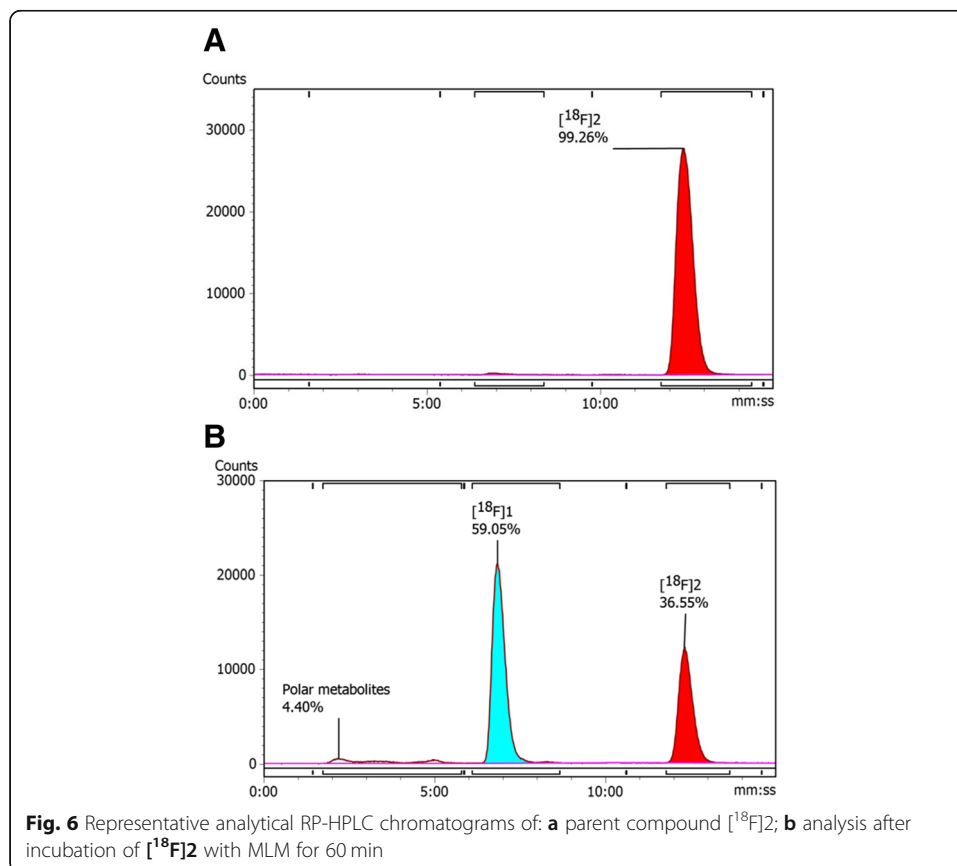 A
Counts
30000
20000
10000
0
[¹⁸F]2
99.26%
0:00 5:00 10:00 mm:ss
B
Counts
30000
20000
10000
0
[¹⁸F]1
59.05%
[¹⁸F]2
36.55%
Polar metabolites
4.40%
0:00 5:00 10:00 mm:ss
Fig. 6 Representative analytical RP-HPLC chromatograms of: a parent compound [¹⁸F]2; b analysis after
incubation of [¹⁸F]2 with MLM for 60 min